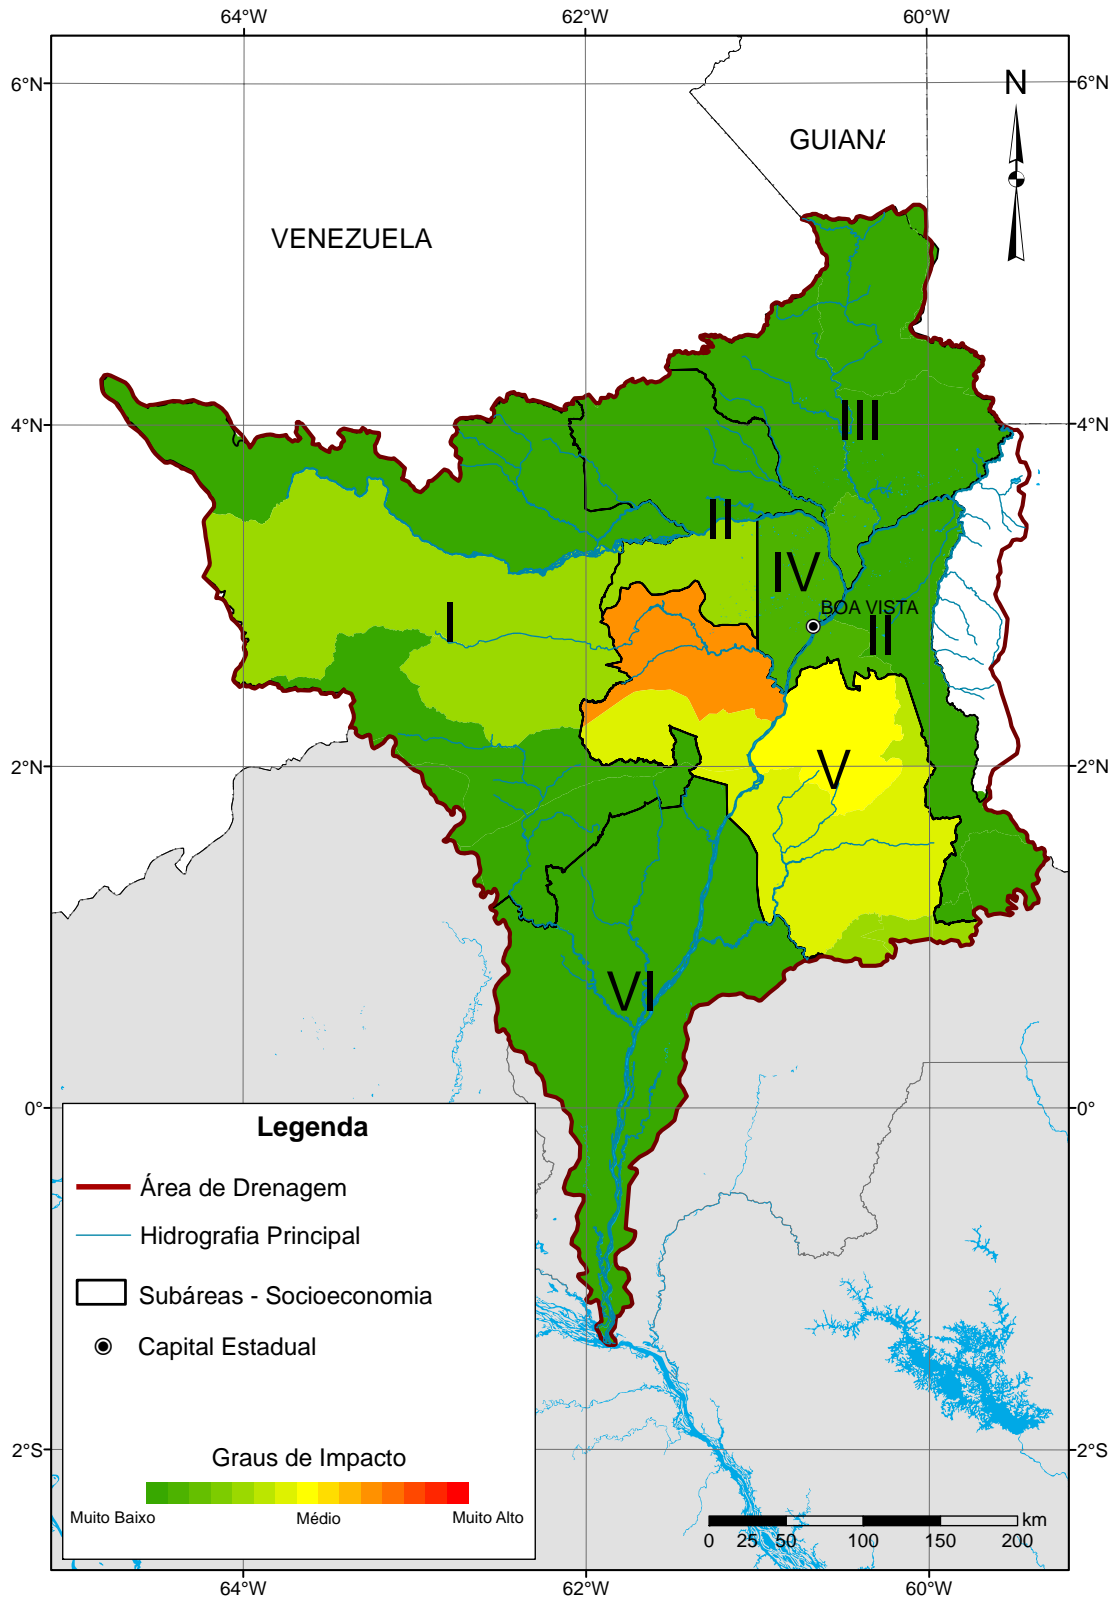 64°W 62°W 60°W
6°N 6°N
N
GUIANA
VENEZUELA
4°N 4°N
III
II
IV
I
BOA VISTA
II
2°N 2°N
V
VI
0° 0°
Legenda
Área de Drenagem
Hidrografia Principal
Subáreas - Socioeconomia
Capital Estadual
Graus de Impacto
Muito Baixo Médio Muito Alto
2°S 2°S
km
0 25 50 100 150 200
64°W 62°W 60°W